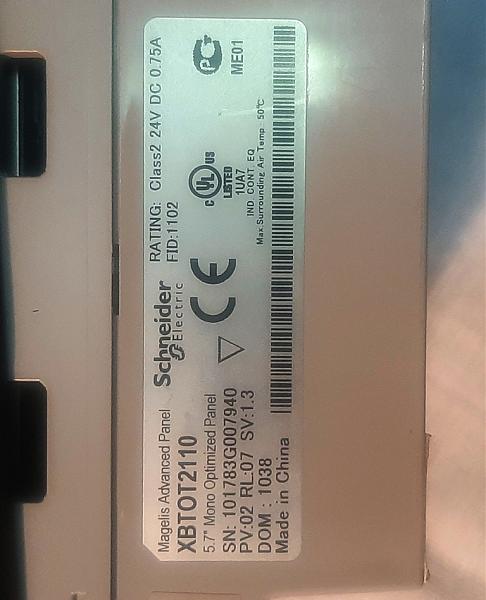 Magelis Advanced Panel
XBTOT2110
5.7" Mono Optimized Panel
SN: 101783G007940
PV:02 RL:07 SV:1.3
DOM : 1038
Made in China
Schneider
Electric
CE
RATING: Class2 24V DC 0.75A
FID:1102
C UL US
LISTED
1UA7
IND. CONT. EQ
Max.Surrounding Air Temp: 50°C
ME01